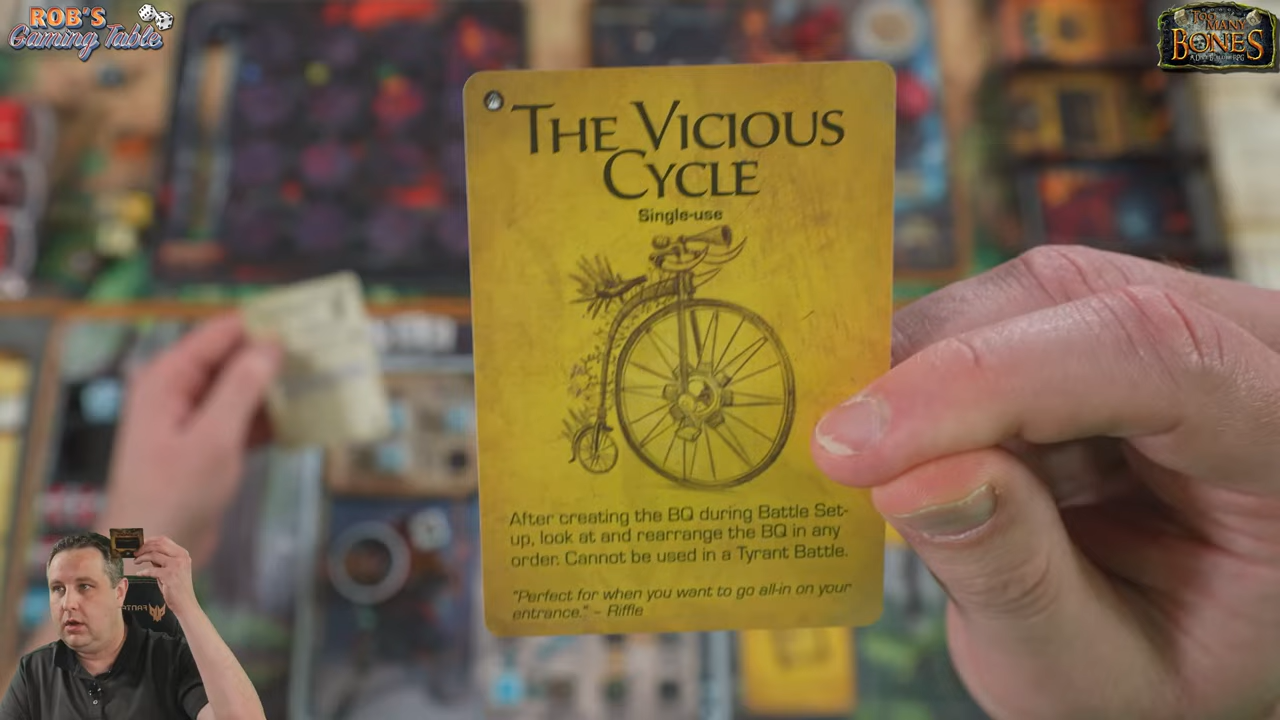 ROB'S
Gaming Table
TOO MANY
BONES
THE VICIOUS
CYCLE
Single-use
After creating the BQ during Battle Set-
up, look at and rearrange the BQ in any
order. Cannot be used in a Tyrant Battle.
"Perfect for when you want to go all-in on your
entrance." – Riffle